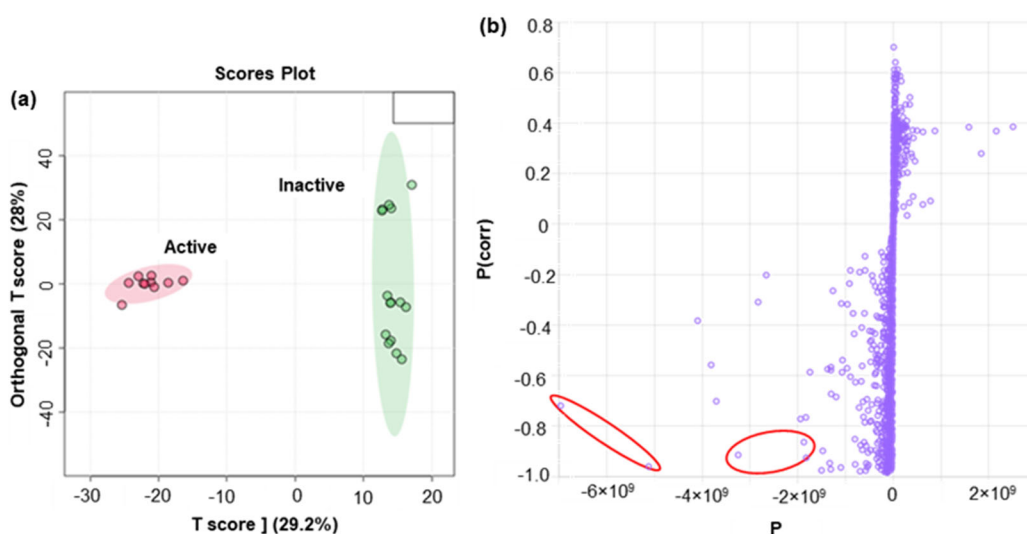 (a)
Scores Plot
Inactive
Active
Orthogonal T score (28%)
40
20
0
-20
-40
-30
-20
-10
0
10
20
T score ] (29.2%)
(b)
P(corr)
0.8
0.6
0.4
0.2
0
-0.2
-0.4
-0.6
-0.8
-1.0
-6×10⁹
-4×10⁹
-2×10⁹
0
2×10⁹
P